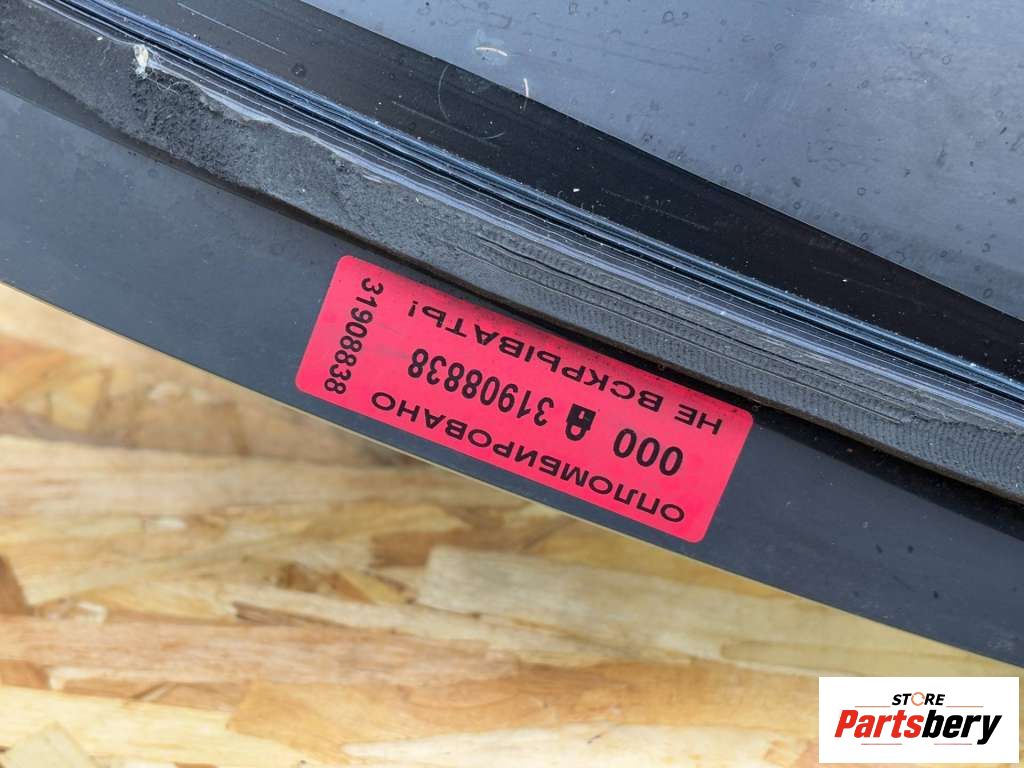 ОПЛОМБИРОВАНО
000 31908838
НЕ ВСКРЫВАТЬ!
31908838
STORE
Partsbery